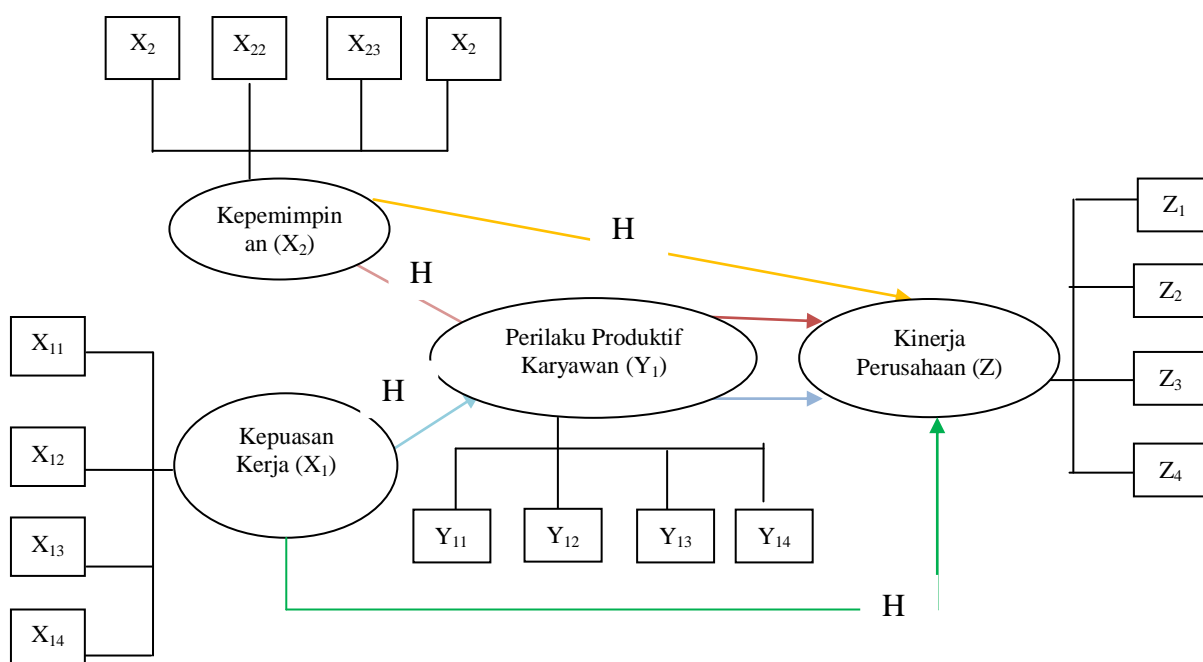 X₂ X₂₂ X₂₃ X₂
Kepemimpin
an (X₂)
H
H
Z₁
Z₂
Z₃
Z₄
X₁₁
X₁₂
X₁₃
X₁₄
Perilaku Produktif
Karyawan (Y₁)
Kinerja
Perusahaan (Z)
H
Kepuasan
Kerja (X₁)
Y₁₁ Y₁₂ Y₁₃ Y₁₄
H